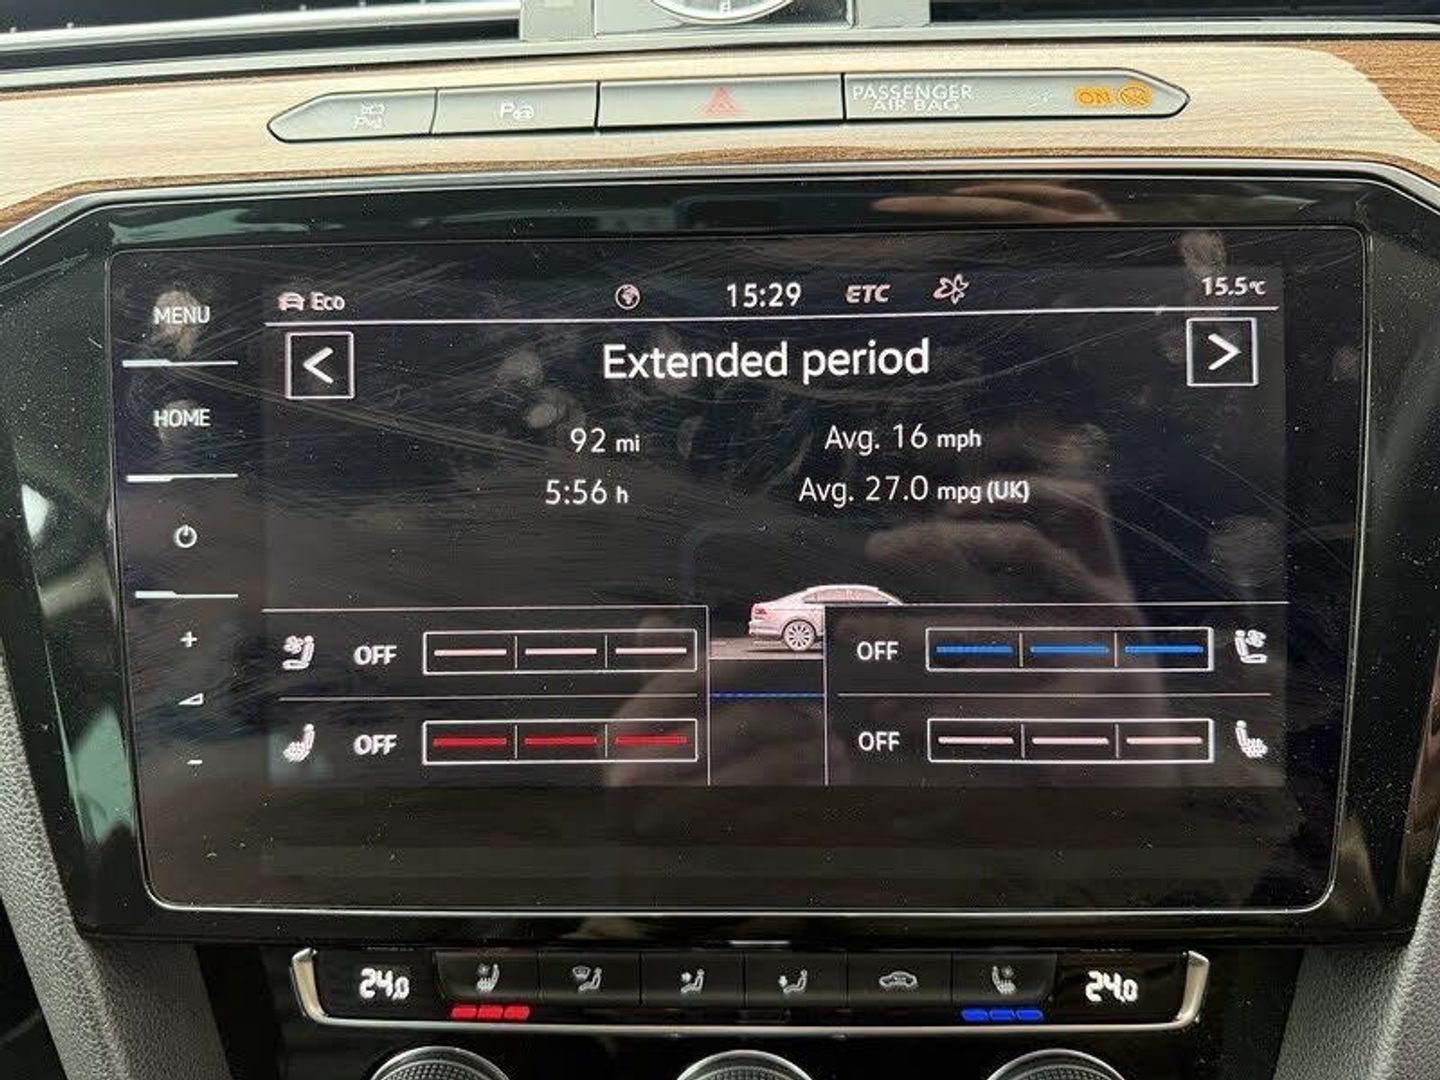 PASSENGER
AIR BAG
ON
MENU
HOME
Eco
15:29
ETC
15.5°C
Extended period
92 mi
Avg. 16 mph
5:56 h
Avg. 27.0 mpg (UK)
OFF
OFF
OFF
OFF
24.0
24.0